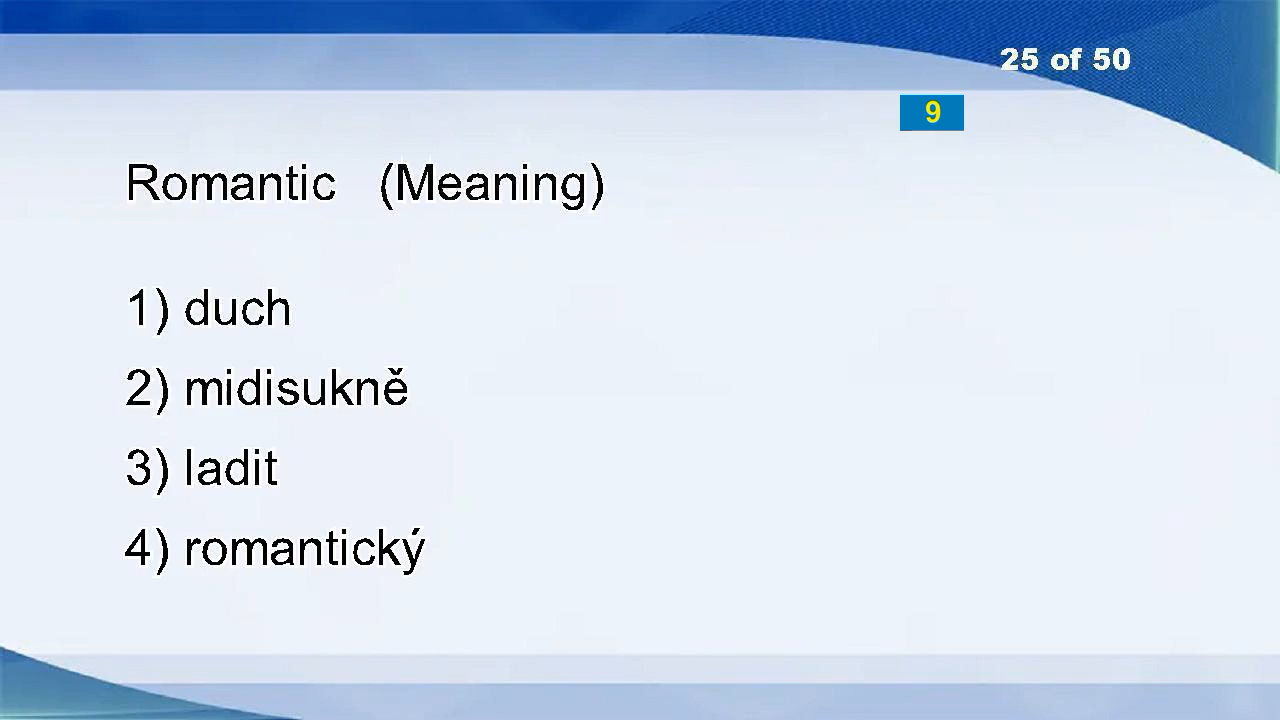 25 of 50
9
Romantic (Meaning)
1) duch
2) midisukně
3) ladit
4) romantický